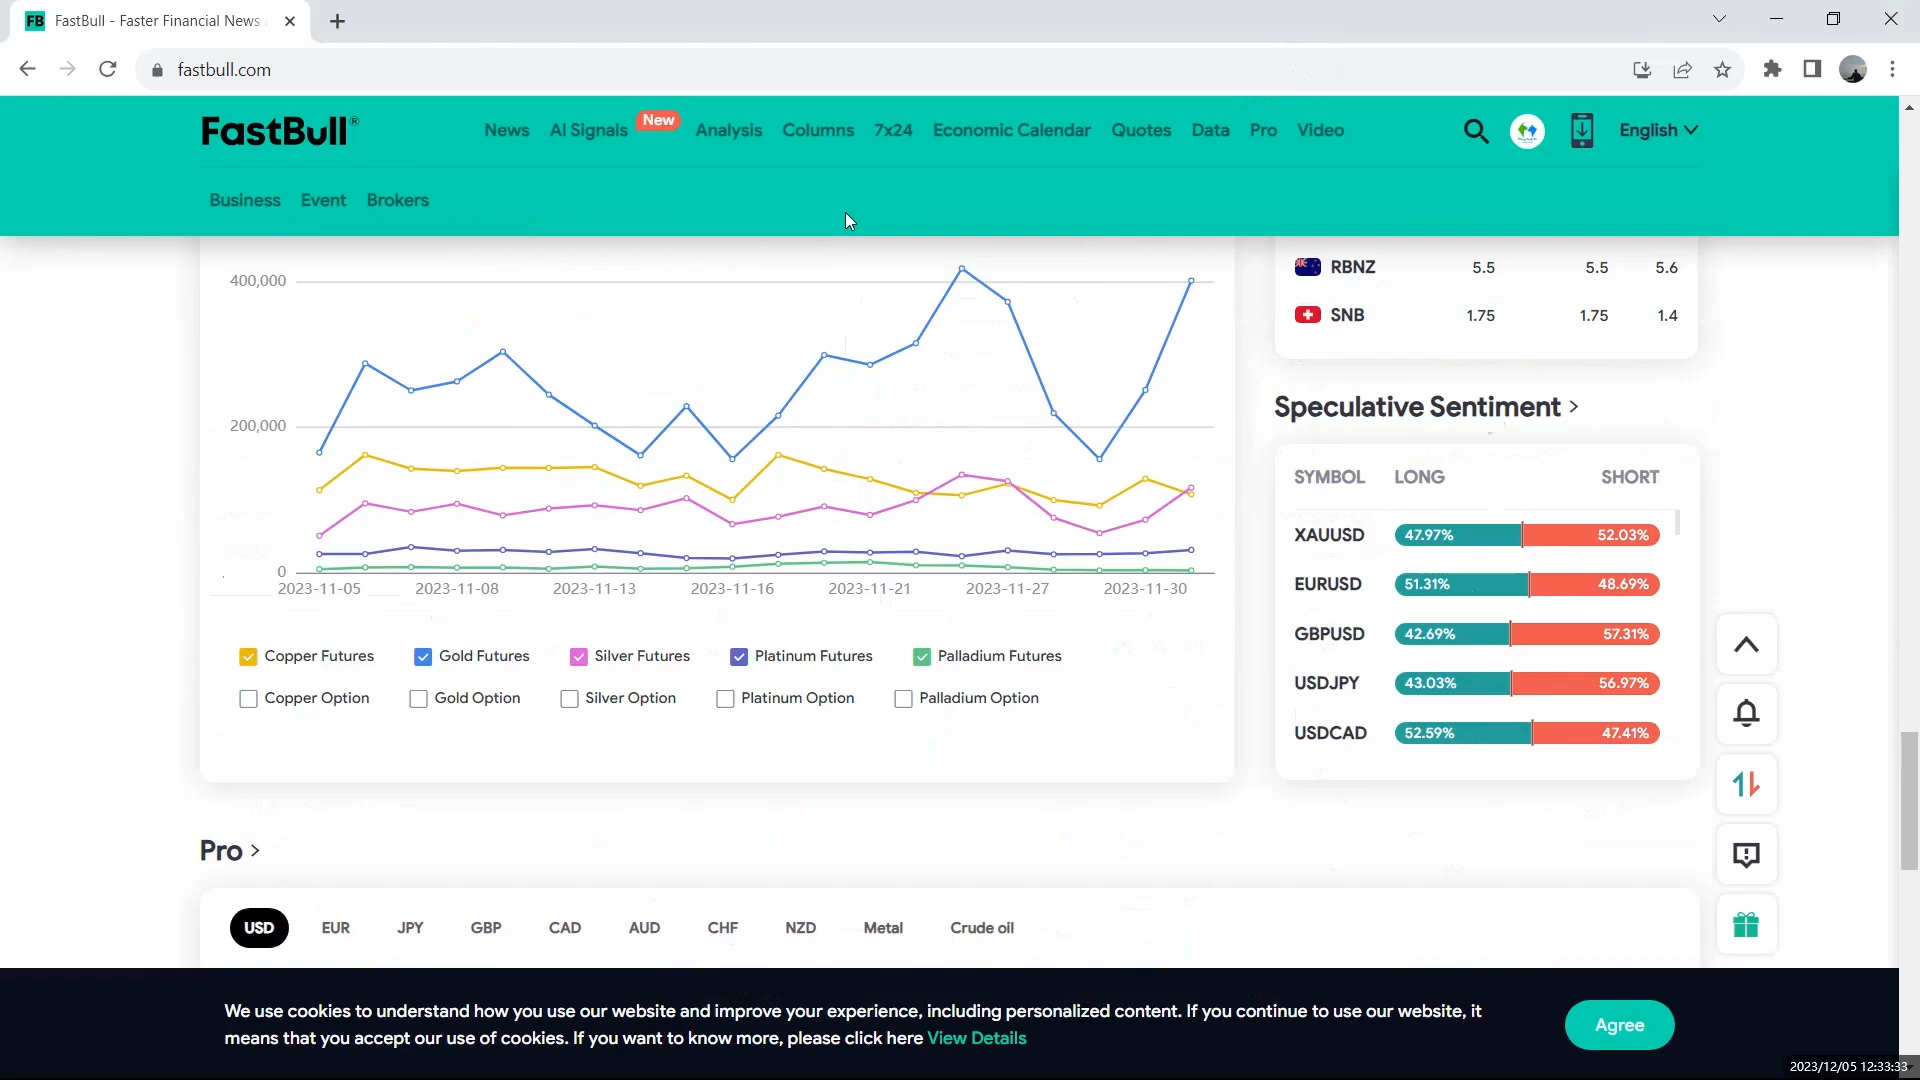 FB FastBull - Faster Financial News
fastbull.com
FastBull®
News AI Signals New Analysis Columns 7x24 Economic Calendar Quotes Data Pro Video
English
Business Event Brokers
400,000
200,000
0
2023-11-05 2023-11-08 2023-11-13 2023-11-16 2023-11-21 2023-11-27 2023-11-30
Copper Futures Gold Futures Silver Futures Platinum Futures Palladium Futures
Copper Option Gold Option Silver Option Platinum Option Palladium Option
RBNZ 5.5 5.5 5.6
SNB 1.75 1.75 1.4
Speculative Sentiment >
SYMBOL LONG SHORT
XAUUSD 47.97% 52.03%
EURUSD 51.31% 48.69%
GBPUSD 42.69% 57.31%
USDJPY 43.03% 56.97%
USDCAD 52.59% 47.41%
Pro >
USD EUR JPY GBP CAD AUD CHF NZD Metal Crude oil
We use cookies to understand how you use our website and improve your experience, including personalized content. If you continue to use our website, it
means that you accept our use of cookies. If you want to know more, please click here View Details
Agree
2023/12/05 12:33:33